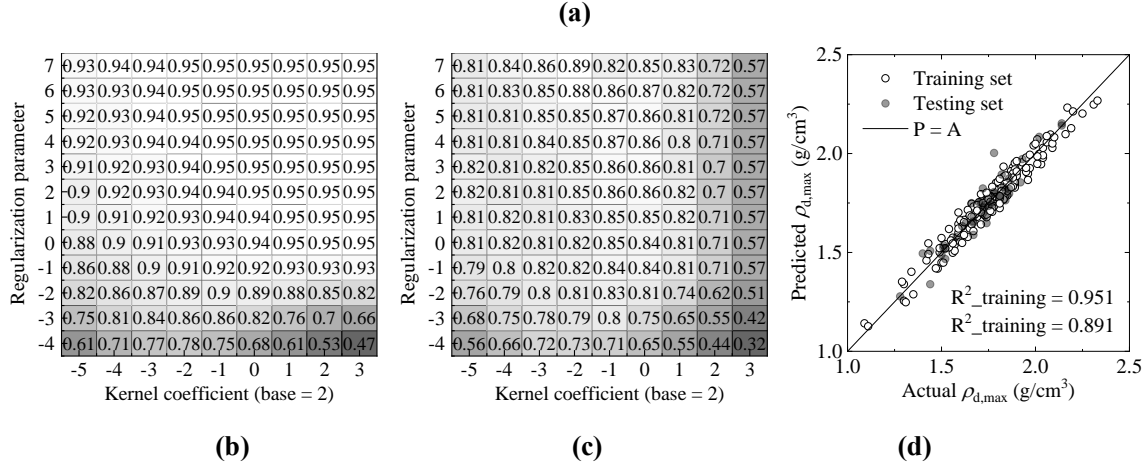 (a)
7 0.93 0.94 0.94 0.95 0.95 0.95 0.95 0.95 0.95
6 0.93 0.93 0.94 0.95 0.95 0.95 0.95 0.95 0.95
5 0.92 0.93 0.94 0.95 0.95 0.95 0.95 0.95 0.95
4 0.92 0.93 0.94 0.94 0.95 0.95 0.95 0.95 0.95
3 0.91 0.92 0.93 0.94 0.95 0.95 0.95 0.95 0.95
2 0.9 0.92 0.93 0.94 0.94 0.95 0.95 0.95 0.95
1 0.9 0.91 0.92 0.93 0.94 0.94 0.95 0.95 0.95
0 0.88 0.9 0.91 0.93 0.93 0.94 0.95 0.95 0.95
-1 0.86 0.88 0.9 0.91 0.92 0.92 0.93 0.93 0.93
-2 0.82 0.86 0.87 0.89 0.9 0.89 0.88 0.85 0.82
-3 0.75 0.81 0.84 0.86 0.86 0.82 0.76 0.7 0.66
-4 0.61 0.71 0.77 0.78 0.75 0.68 0.61 0.53 0.47
-5 -4 -3 -2 -1 0 1 2 3
Kernel coefficient (base = 2)
Regularization parameter
(b)
7 0.81 0.84 0.86 0.89 0.82 0.85 0.83 0.72 0.57
6 0.81 0.83 0.85 0.88 0.86 0.87 0.82 0.72 0.57
5 0.81 0.81 0.85 0.85 0.87 0.86 0.81 0.72 0.57
4 0.81 0.81 0.84 0.85 0.87 0.86 0.8 0.71 0.57
3 0.82 0.81 0.82 0.85 0.86 0.86 0.81 0.7 0.57
2 0.82 0.81 0.81 0.85 0.86 0.86 0.82 0.7 0.57
1 0.81 0.82 0.81 0.83 0.85 0.85 0.82 0.71 0.57
0 0.81 0.82 0.81 0.82 0.85 0.84 0.81 0.71 0.57
-1 0.79 0.8 0.82 0.82 0.84 0.84 0.81 0.71 0.57
-2 0.76 0.79 0.8 0.81 0.83 0.81 0.74 0.62 0.51
-3 0.68 0.75 0.78 0.79 0.8 0.75 0.65 0.55 0.42
-4 0.56 0.66 0.72 0.73 0.71 0.65 0.55 0.44 0.32
-5 -4 -3 -2 -1 0 1 2 3
Kernel coefficient (base = 2)
Regularization parameter
(c)
2.5
2.0
1.5
1.0
Predicted ρd,max (g/cm³)
Training set
Testing set
P = A
R²_training = 0.951
R²_training = 0.891
1.0 1.5 2.0 2.5
Actual ρd,max (g/cm³)
(d)